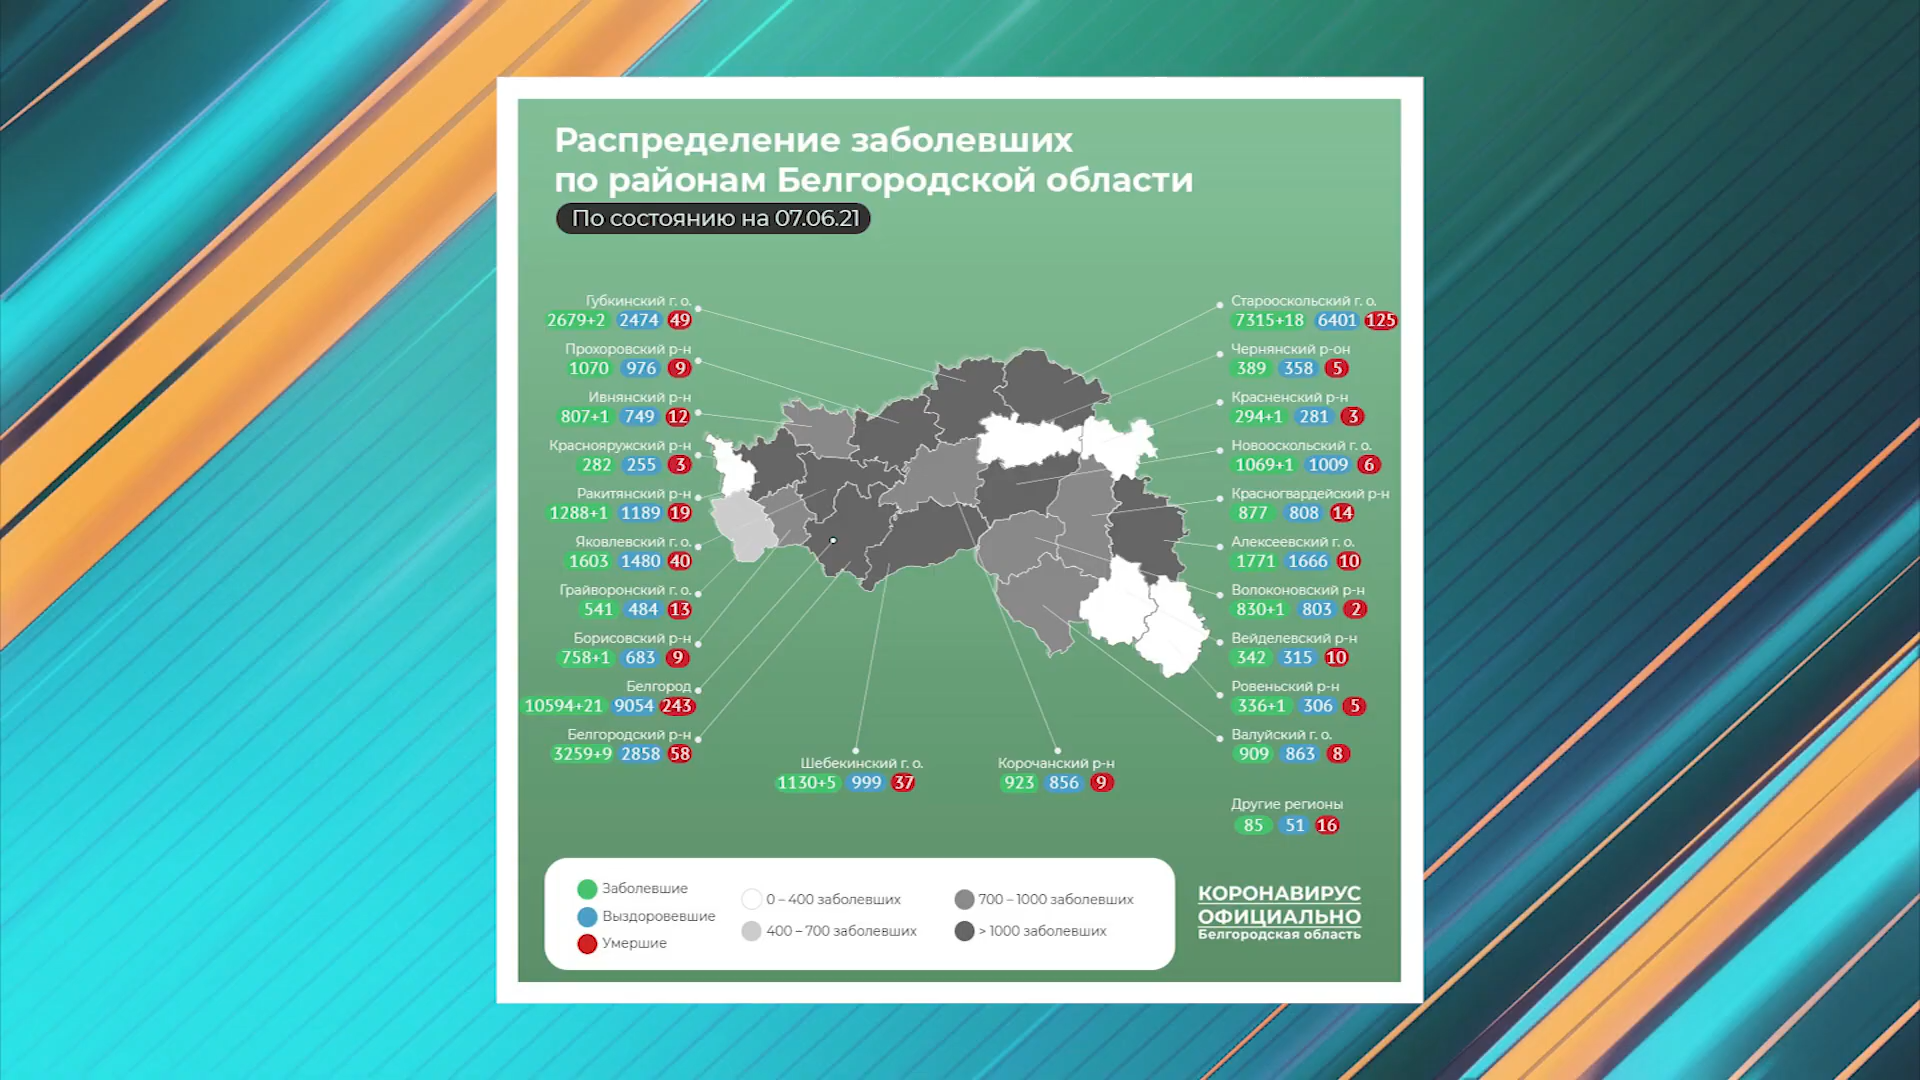 Распределение заболевших
по районам Белгородской области
По состоянию на 07.06.21
Губкинский г. о.
2679+2 2474 49
Прохоровский р-н
1070 976 9
Ивнянский р-н
807+1 749 12
Краснояружский р-н
282 255 3
Ракитянский р-н
1288+1 1189 19
Яковлевский г. о.
1603 1480 40
Грайворонский г. о.
541 484 13
Борисовский р-н
758+1 683 9
Белгород
10594+21 9054 243
Белгородский р-н
3259+9 2858 58
Шебекинский г. о.
1130+5 999 37
Корочанский р-н
923 856 9
Старооскольский г. о.
7315+18 6401 125
Чернянский р-он
389 358 5
Красненский р-н
294+1 281 3
Новооскольский г. о.
1069+1 1009 6
Красногвардейский р-н
877 808 14
Алексеевский г. о.
1771 1666 10
Волоконовский р-н
830+1 803 2
Вейделевский р-н
342 315 10
Ровеньский р-н
336+1 306 5
Валуйский г. о.
909 863 8
Другие регионы
85 51 16
Заболевшие
Выздоровевшие
Умершие
0 – 400 заболевших
400 – 700 заболевших
700 – 1000 заболевших
> 1000 заболевших
КОРОНАВИРУС
ОФИЦИАЛЬНО
Белгородская область